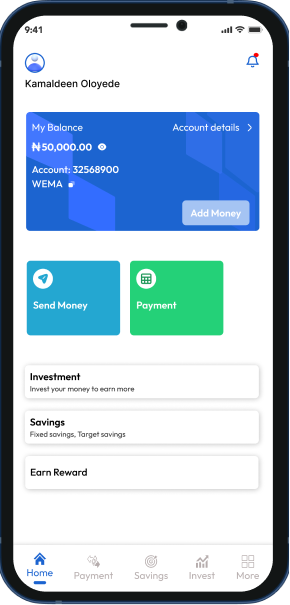 9:41
Kamaldeen Oloyede
My Balance
Account details
₦50,000.00
Account: 32568900
WEMA
Add Money
Send Money
Payment
Investment
Invest your money to earn more
Savings
Fixed savings, Target savings
Earn Reward
Home Payment Savings Invest More